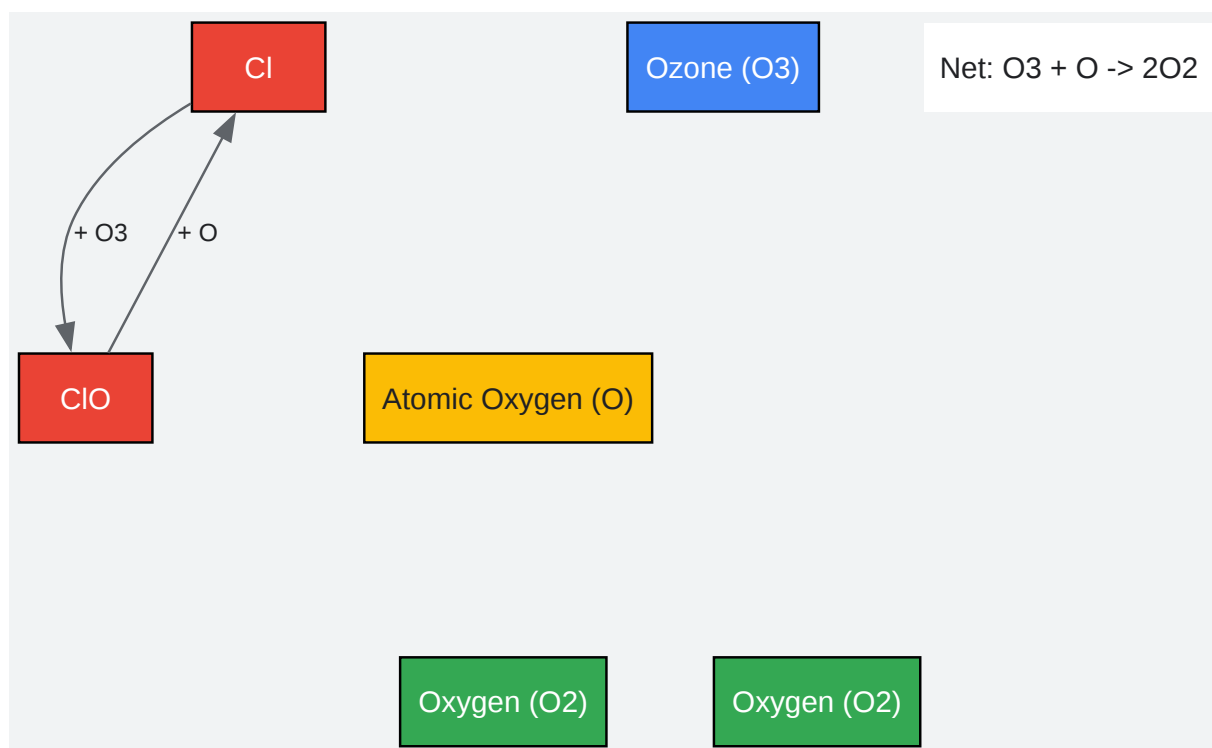 Cl
Ozone (O3)
Net: O3 + O -> 2O2
+ O3
+ O
ClO
Atomic Oxygen (O)
Oxygen (O2)
Oxygen (O2)